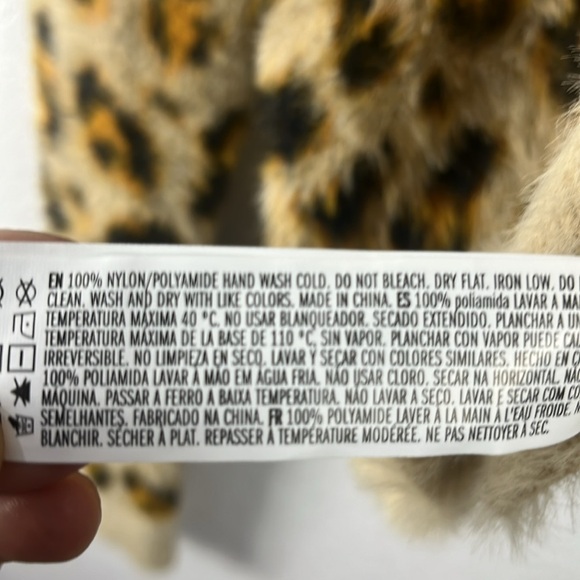 EN 100% NYLON/POLYAMIDE HAND WASH COLD. DO NOT BLEACH. DRY FLAT. IRON LOW. DO
CLEAN. WASH AND DRY WITH LIKE COLORS. MADE IN CHINA. ES 100% poliamida LAVAR A
TEMPERATURA MÁXIMA 40 °C. NO USAR BLANQUEADOR. SECADO EXTENDIDO. PLANCHAR A
TEMPERATURA MÁXIMA DE LA BASE DE 110 °C, SIN VAPOR. PLANCHAR CON VAPOR PUEDE
IRREVERSIBLE. NO LIMPIEZA EN SECO. LAVAR Y SECAR CON COLORES SIMILARES. HECHO EN
100% POLIAMIDA LAVAR À MÃO EM ÁGUA FRIA. NÃO USAR CLORO. SECAR NA HORIZONTAL.
MÁQUINA. PASSAR A FERRO A BAIXA TEMPERATURA. NÃO LAVAR A SECO. LAVAR E SECAR COM
SEMELHANTES. FABRICADO NA CHINA. FR 100% POLYAMIDE LAVER À LA MAIN À L'EAU FROIDE.
BLANCHIR. SÉCHER À PLAT. REPASSER À TEMPÉRATURE MODÉRÉE. NE PAS NETTOYER À SEC.